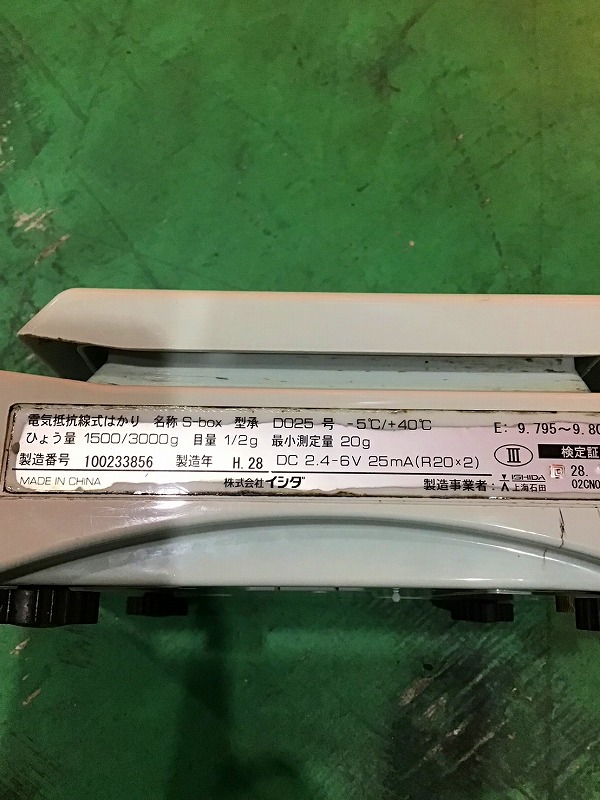 電気抵抗線式はかり 名称 S-box 型承 D025 号 -5℃/+40℃ E: 9.795~9.80
ひょう量 1500/3000g 目量 1/2g 最小測定量 20g III 検定証
製造番号 100233856 製造年 H.28 DC 2.4-6V 25mA(R20×2) 28.
MADE IN CHINA 株式会社イシダ 製造事業者: ISHIDA 上海石田 02CN0